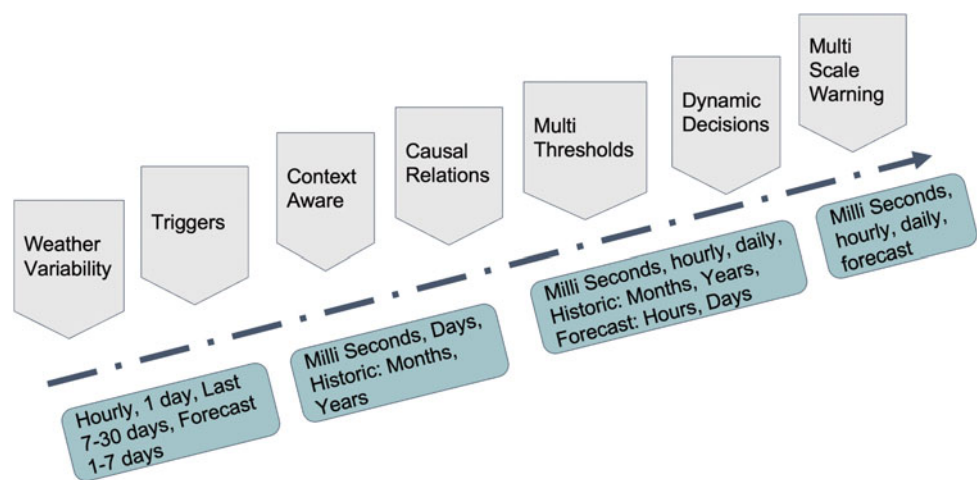 Weather
Variability
Triggers
Context
Aware
Causal
Relations
Multi
Thresholds
Dynamic
Decisions
Multi
Scale
Warning
Hourly, 1 day, Last
7-30 days, Forecast
1-7 days
Milli Seconds, Days,
Historic: Months,
Years
Milli Seconds, hourly, daily,
Historic: Months, Years,
Forecast: Hours, Days
Milli Seconds,
hourly, daily,
forecast